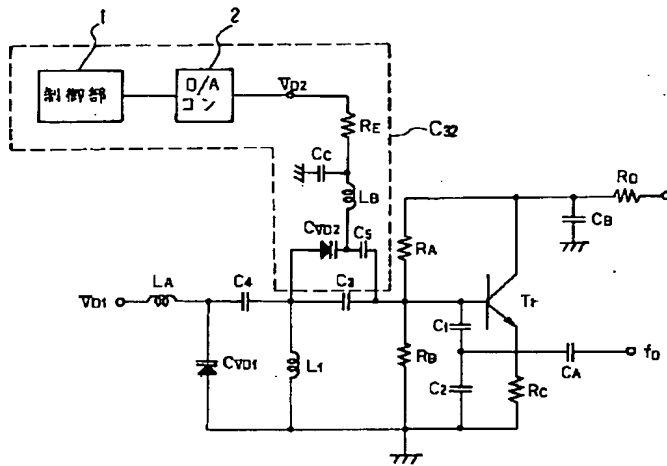 1
2
制御部
D/A
コン
VD2
RE
C32
CC
LB
RD
CB
CVD2
C5
RA
Tr
VD1
LA
C4
C3
C1
CA
fO
CVD1
L1
RB
C2
RC